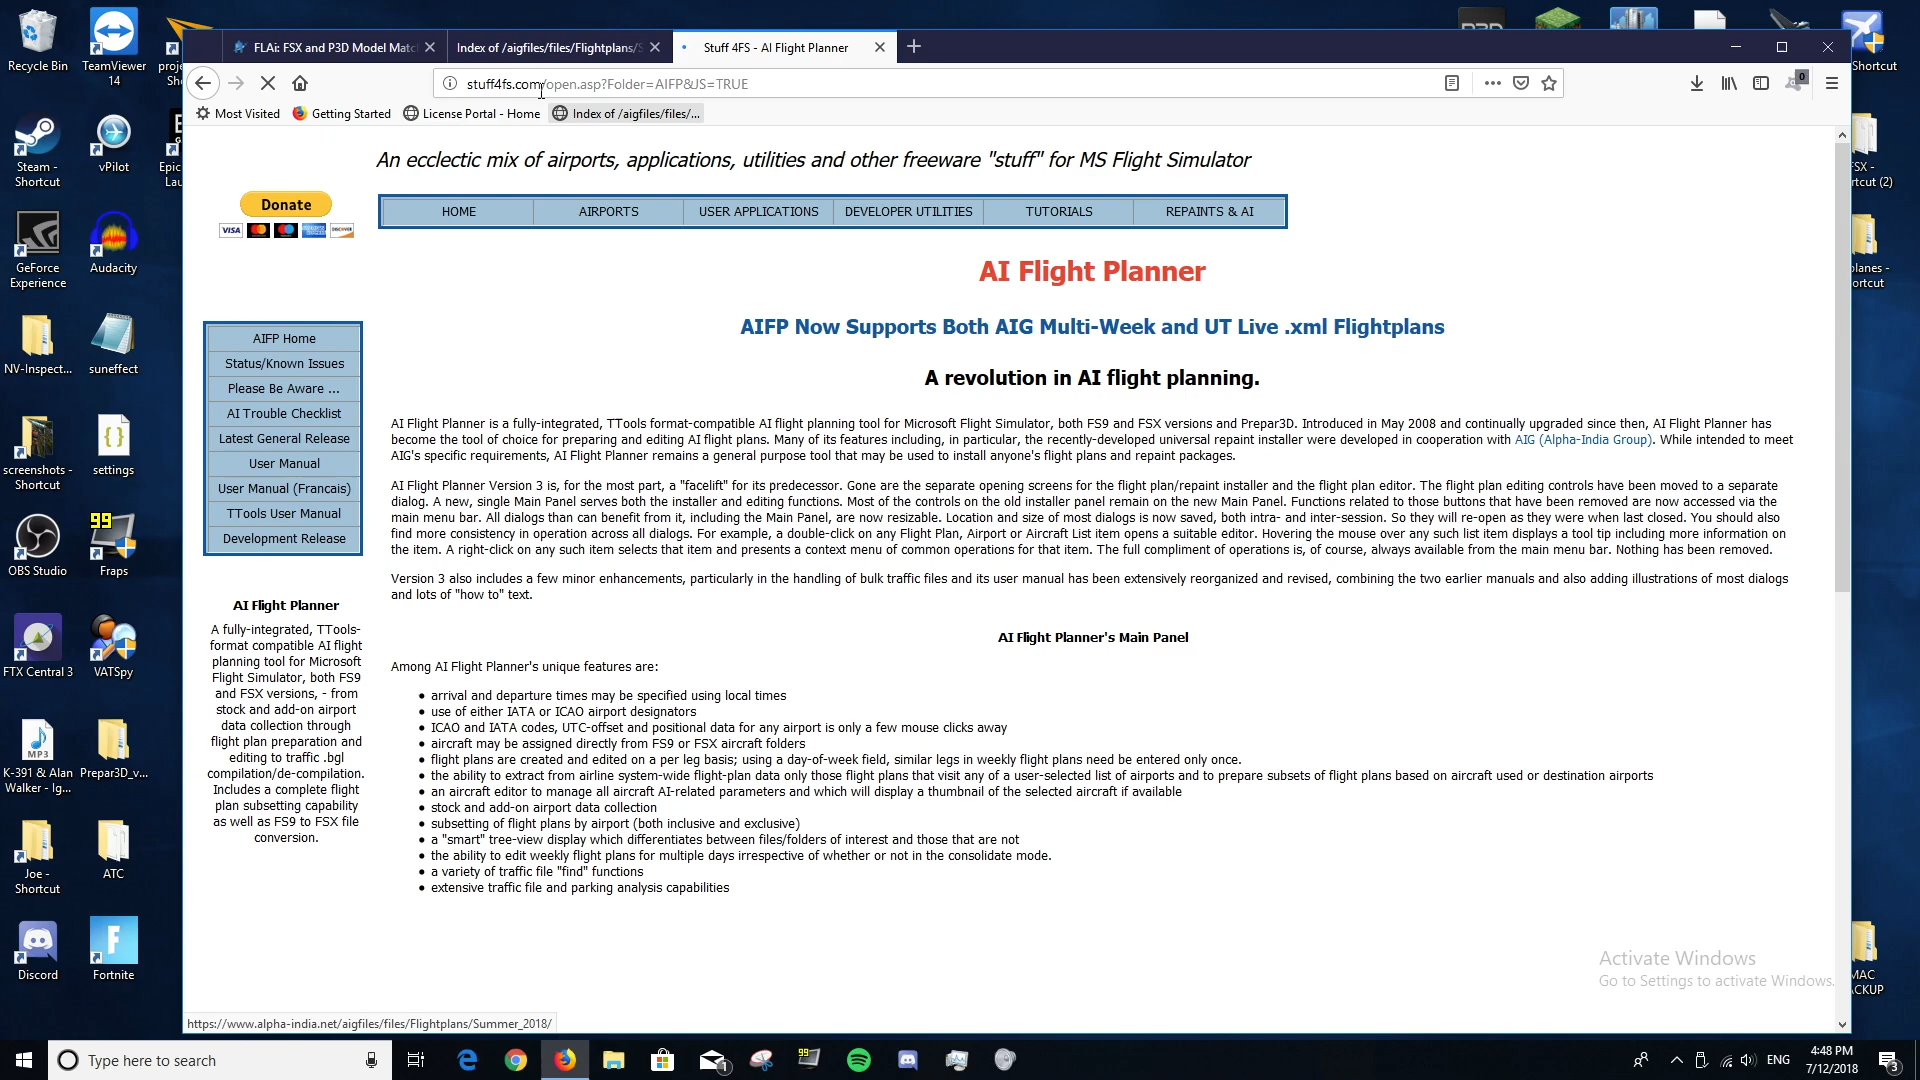 Recycle Bin
TeamViewer
14
Steam -
Shortcut
vPilot
GeForce
Experience
Audacity
NV-Inspect...
suneffect
screenshots -
Shortcut
settings
OBS Studio
99
Fraps
FTX Central 3
VATSpy
MP3
K-391 & Alan
Walker - Ig...
Prepar3D_v...
Joe -
Shortcut
ATC
Discord
Fortnite
FLAi: FSX and P3D Model Matc
Index of /aigfiles/files/Flightplans/S
Stuff 4FS - AI Flight Planner
stuff4fs.com/open.asp?Folder=AIFP&JS=TRUE
0
Most Visited
Getting Started
License Portal - Home
Index of /aigfiles/files/...
An ecclectic mix of airports, applications, utilities and other freeware "stuff" for MS Flight Simulator
Donate
VISA
DISCOVER
HOME
AIRPORTS
USER APPLICATIONS
DEVELOPER UTILITIES
TUTORIALS
REPAINTS & AI
AIFP Home
Status/Known Issues
Please Be Aware ...
AI Trouble Checklist
Latest General Release
User Manual
User Manual (Francais)
TTools User Manual
Development Release
AI Flight Planner
A fully-integrated, TTools-
format compatible AI flight
planning tool for Microsoft
Flight Simulator, both FS9
and FSX versions, - from
stock and add-on airport
data collection through
flight plan preparation and
editing to traffic .bgl
compilation/de-compilation.
Includes a complete flight
plan subsetting capability
as well as FS9 to FSX file
conversion.
AI Flight Planner
AIFP Now Supports Both AIG Multi-Week and UT Live .xml Flightplans
A revolution in AI flight planning.
AI Flight Planner is a fully-integrated, TTools format-compatible AI flight planning tool for Microsoft Flight Simulator, both FS9 and FSX versions and Prepar3D. Introduced in May 2008 and continually upgraded since then, AI Flight Planner has
become the tool of choice for preparing and editing AI flight plans. Many of its features including, in particular, the recently-developed universal repaint installer were developed in cooperation with AIG (Alpha-India Group). While intended to meet
AIG's specific requirements, AI Flight Planner remains a general purpose tool that may be used to install anyone's flight plans and repaint packages.
AI Flight Planner Version 3 is, for the most part, a "facelift" for its predecessor. Gone are the separate opening screens for the flight plan/repaint installer and the flight plan editor. The flight plan editing controls have been moved to a separate
dialog. A new, single Main Panel serves both the installer and editing functions. Most of the controls on the old installer panel remain on the new Main Panel. Functions related to those buttons that have been removed are now accessed via the
main menu bar. All dialogs than can benefit from it, including the Main Panel, are now resizable. Location and size of most dialogs is now saved, both intra- and inter-session. So they will re-open as they were when last closed. You should also
find more consistency in operation across all dialogs. For example, a double-click on any Flight Plan, Airport or Aircraft List item opens a suitable editor. Hovering the mouse over any such list item displays a tool tip including more information on
the item. A right-click on any such item selects that item and presents a context menu of common operations for that item. The full compliment of operations is, of course, always available from the main menu bar. Nothing has been removed.
Version 3 also includes a few minor enhancements, particularly in the handling of bulk traffic files and its user manual has been extensively reorganized and revised, combining the two earlier manuals and also adding illustrations of most dialogs
and lots of "how to" text.
AI Flight Planner's Main Panel
Among AI Flight Planner's unique features are:
• arrival and departure times may be specified using local times
• use of either IATA or ICAO airport designators
• ICAO and IATA codes, UTC-offset and positional data for any airport is only a few mouse clicks away
• aircraft may be assigned directly from FS9 or FSX aircraft folders
• flight plans are created and edited on a per leg basis; using a day-of-week field, similar legs in weekly flight plans need be entered only once.
• the ability to extract from airline system-wide flight-plan data only those flight plans that visit any of a user-selected list of airports and to prepare subsets of flight plans based on aircraft used or destination airports
• an aircraft editor to manage all aircraft AI-related parameters and which will display a thumbnail of the selected aircraft if available
• stock and add-on airport data collection
• subsetting of flight plans by airport (both inclusive and exclusive)
• a "smart" tree-view display which differentiates between files/folders of interest and those that are not
• the ability to edit weekly flight plans for multiple days irrespective of whether or not in the consolidate mode.
• a variety of traffic file "find" functions
• extensive traffic file and parking analysis capabilities
Activate Windows
Go to Settings to activate Windows.
https://www.alpha-india.net/aigfiles/files/Flightplans/Summer_2018/
Type here to search
1
99
ENG
4:48 PM
7/12/2018
3